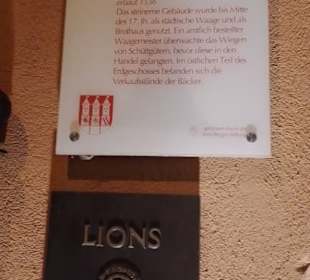 erbaut 1536
Das steinerne Gebäude wurde bis Mitte
des 17. Jh. als städtische Waage und als
Brothaus genutzt. Ein amtlich bestellter
Waagemeister überwachte das Wiegen
von Schüttgütern, bevor diese in den
Handel gelangten. Im östlichen Teil des
Erdgeschosses befanden sich die
Verkaufsstände der Bäcker.
LIONS